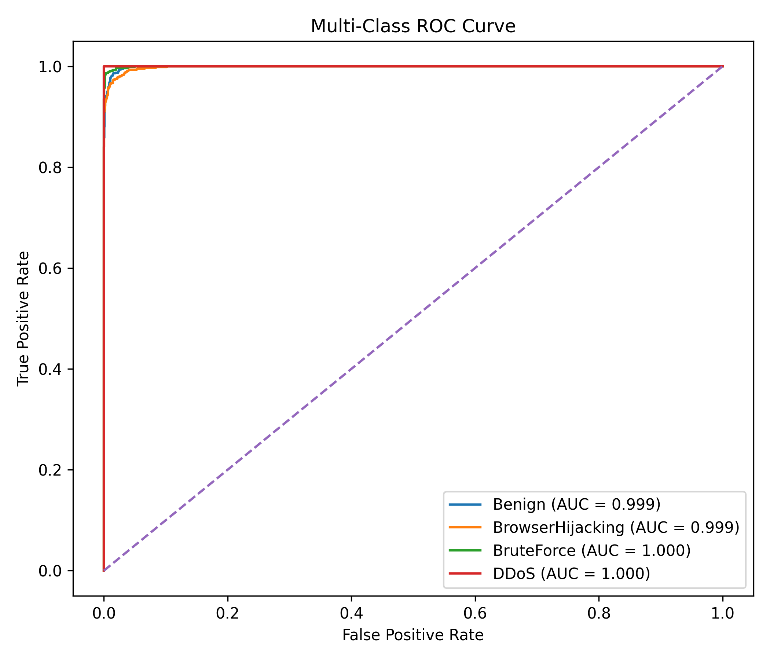 Multi-Class ROC Curve
True Positive Rate
1.0
0.8
0.6
0.4
0.2
0.0
0.0 0.2 0.4 0.6 0.8 1.0
False Positive Rate
Benign (AUC = 0.999)
BrowserHijacking (AUC = 0.999)
BruteForce (AUC = 1.000)
DDoS (AUC = 1.000)